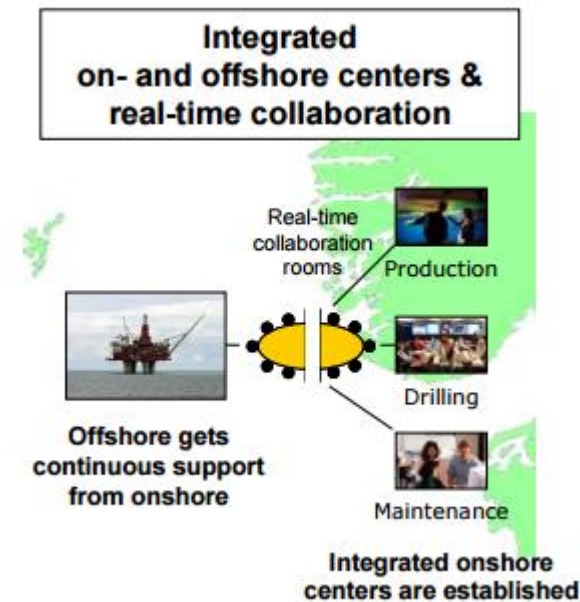 Integrated
on- and offshore centers &
real-time collaboration
Real-time
collaboration
rooms
Production
Drilling
Offshore gets
continuous support
from onshore
Maintenance
Integrated onshore
centers are established